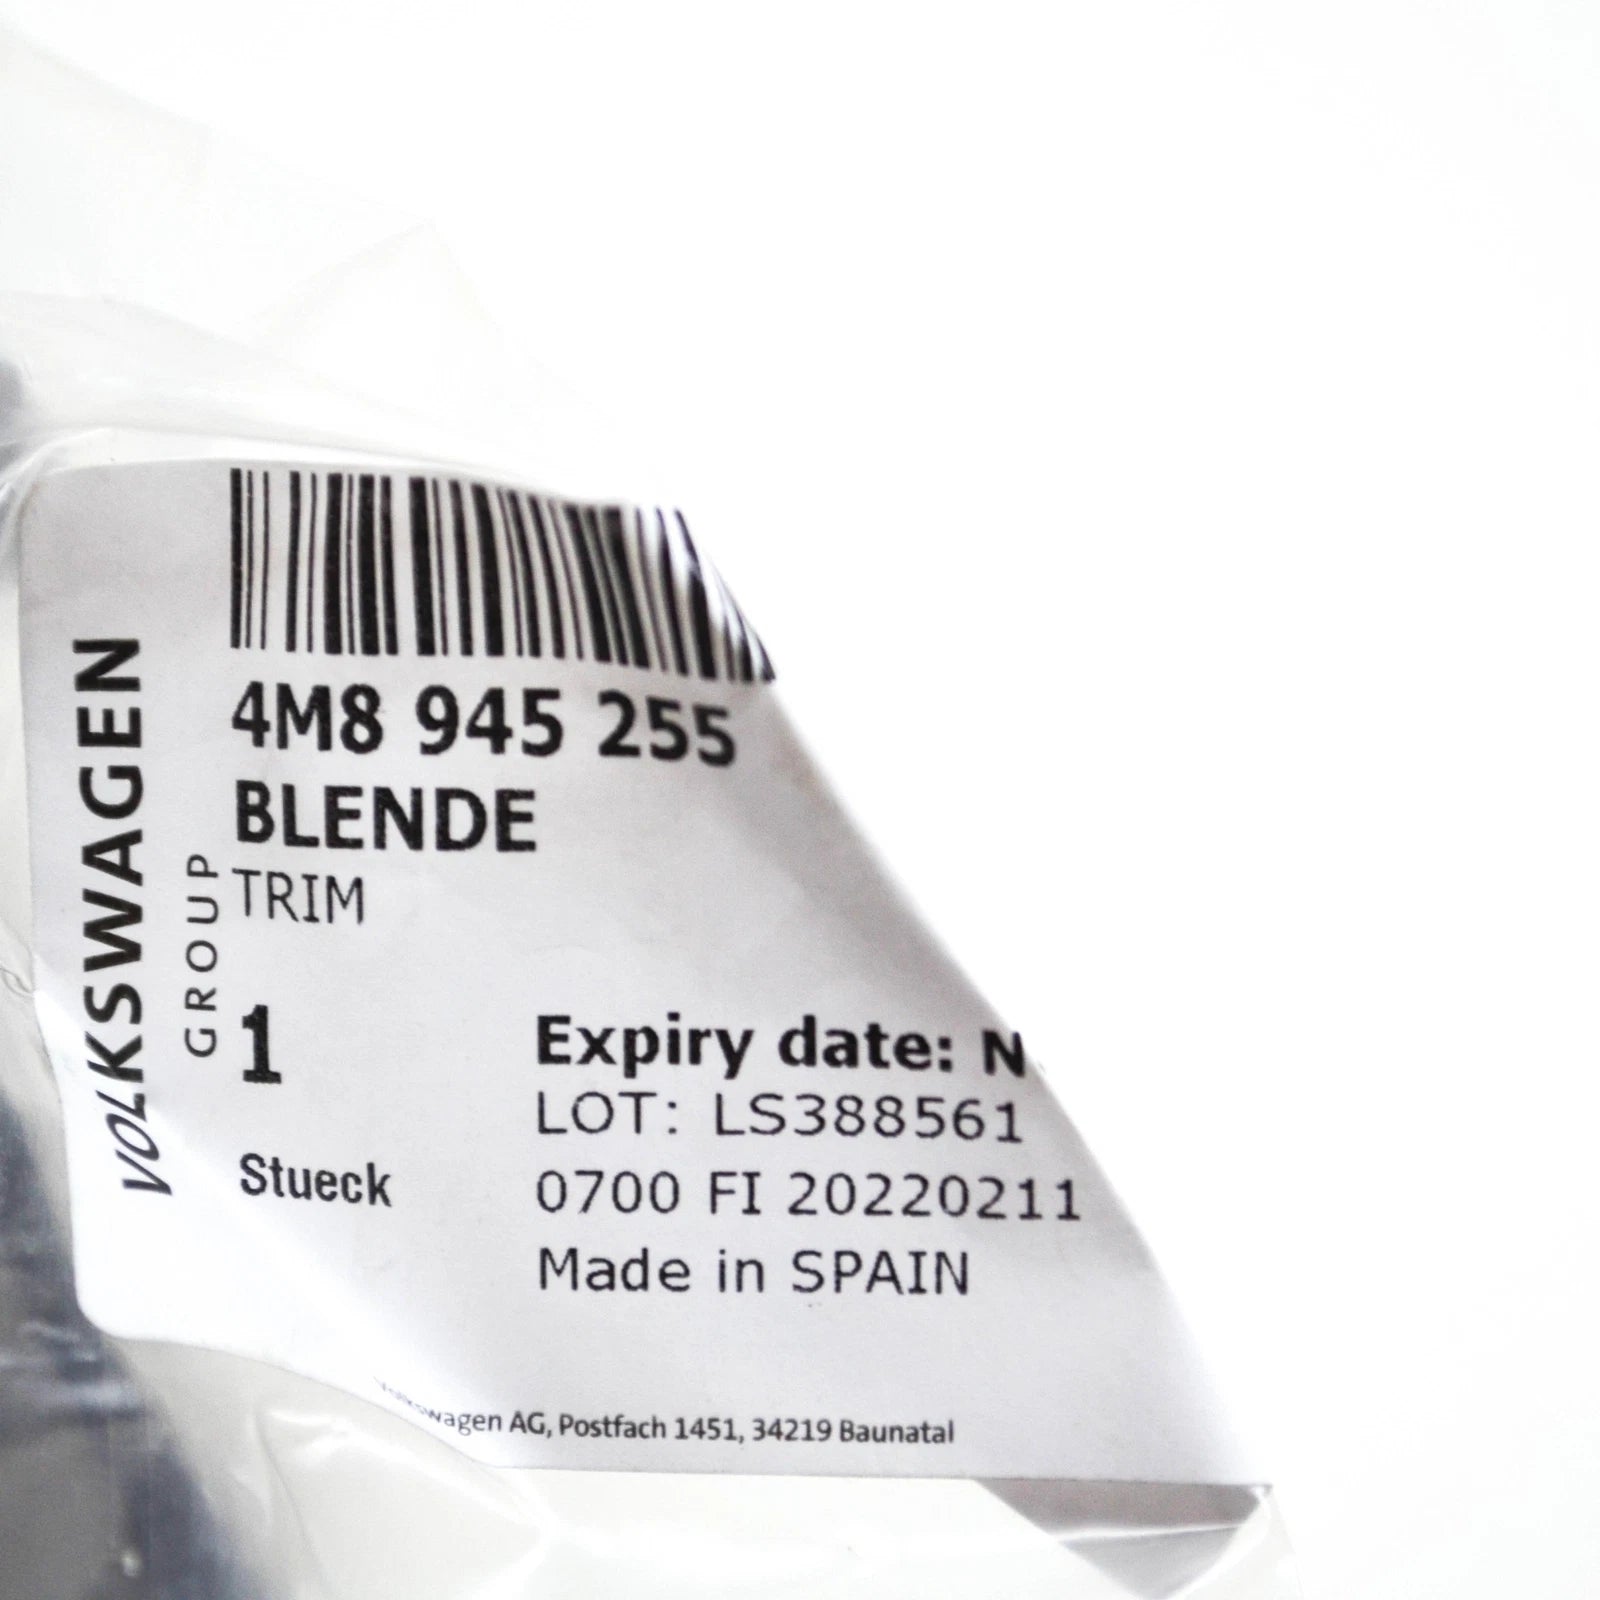 VOLKSWAGEN
GROUP
4M8 945 255
BLENDE
TRIM
1
Stueck
Expiry date: N
LOT: LS388561
0700 FI 20220211
Made in SPAIN
Volkswagen AG, Postfach 1451, 34219 Baunatal